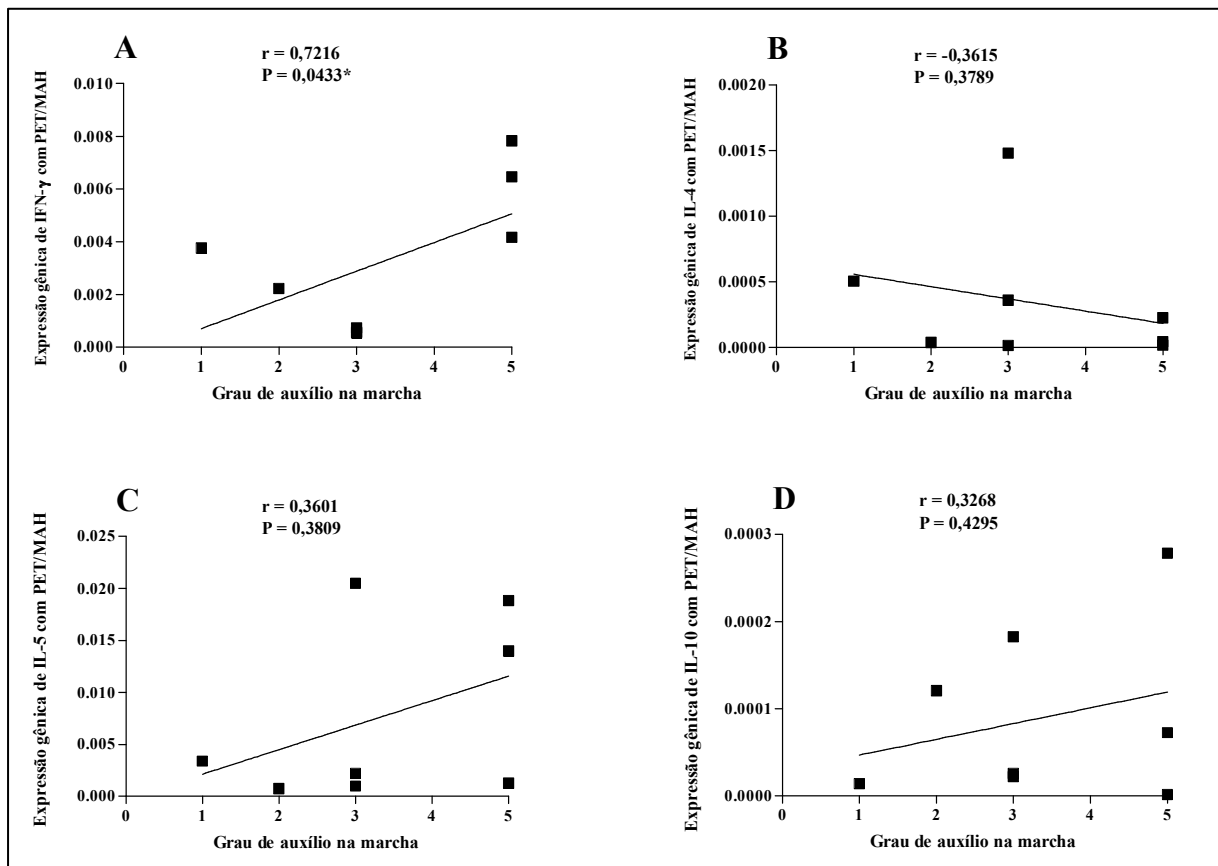 A
r = 0,7216
P = 0,0433*
Expressão gênica de IFN-γ com PET/MAH
0.010
0.008
0.006
0.004
0.002
0.000
0 1 2 3 4 5
Grau de auxílio na marcha
B
r = -0,3615
P = 0,3789
Expressão gênica de IL-4 com PET/MAH
0.0020
0.0015
0.0010
0.0005
0.0000
0 1 2 3 4 5
Grau de auxílio na marcha
C
r = 0,3601
P = 0,3809
Expressão gênica de IL-5 com PET/MAH
0.025
0.020
0.015
0.010
0.005
0.000
0 1 2 3 4 5
Grau de auxílio na marcha
D
r = 0,3268
P = 0,4295
Expressão gênica de IL-10 com PET/MAH
0.0003
0.0002
0.0001
0.0000
0 1 2 3 4 5
Grau de auxílio na marcha